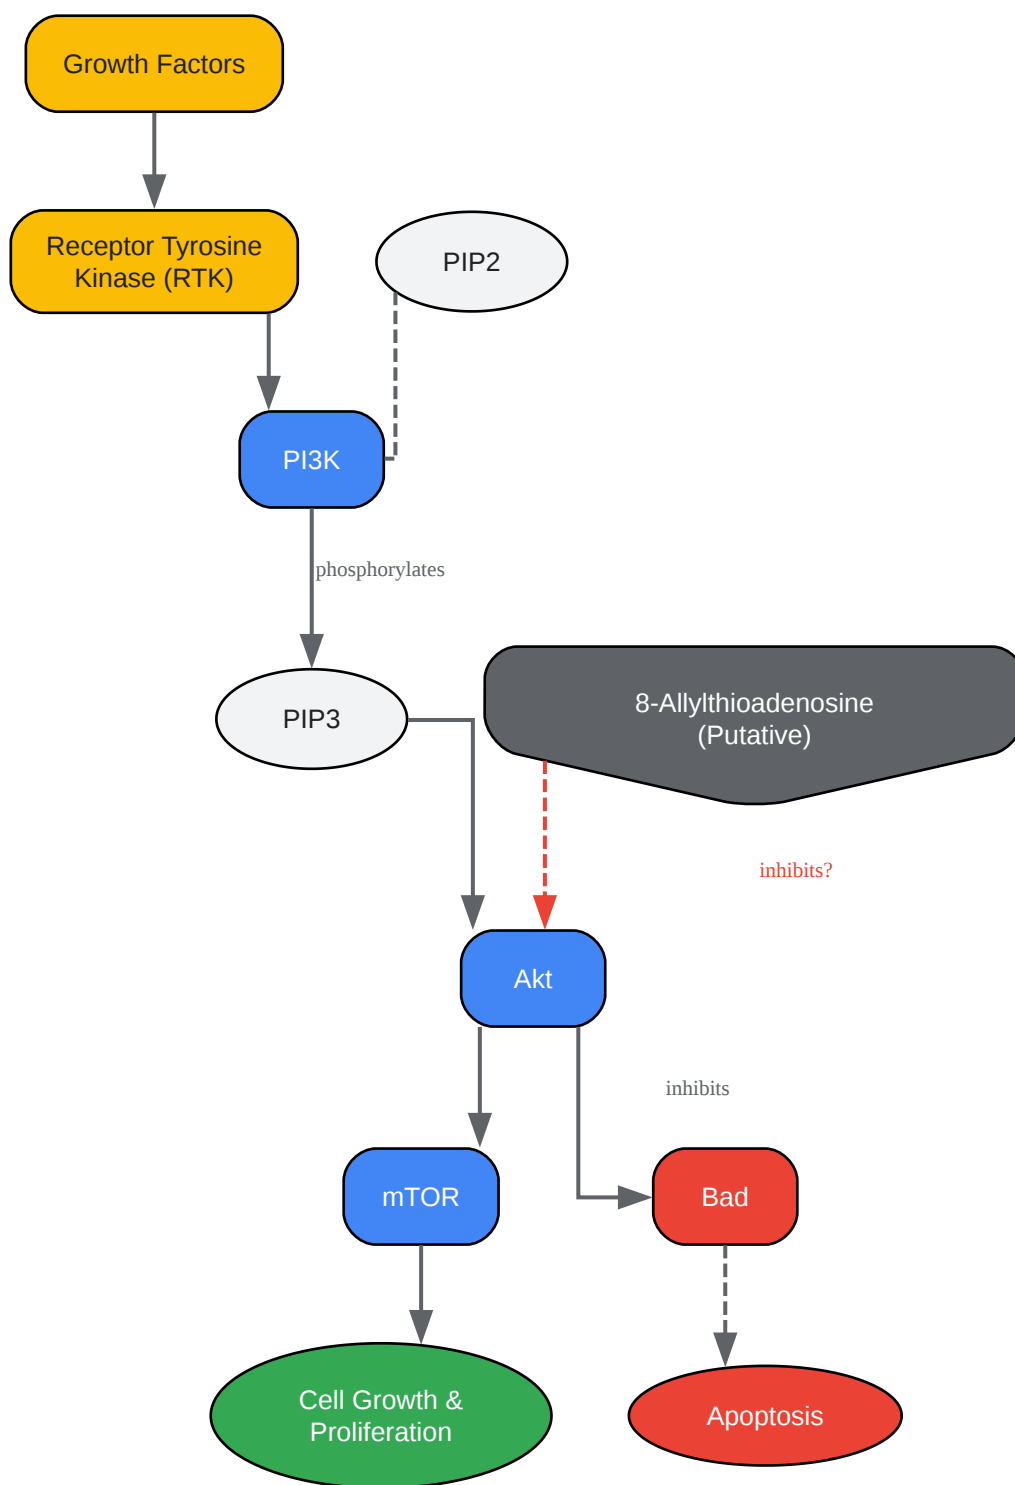 Growth Factors
Receptor Tyrosine
Kinase (RTK)
PIP2
PI3K
phosphorylates
PIP3
8-Allylthioadenosine
(Putative)
inhibits?
Akt
inhibits
mTOR
Bad
Cell Growth &
Proliferation
Apoptosis